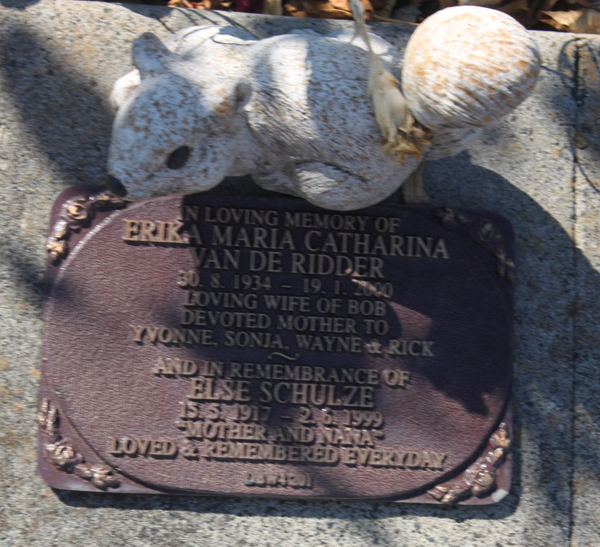 IN LOVING MEMORY OF
ERIKA MARIA CATHARINA
VAN DE RIDDER
30. 8. 1934 – 19. 1. 2000
LOVING WIFE OF BOB
DEVOTED MOTHER TO
YVONNE, SONJA, WAYNE & RICK
~
AND IN REMEMBRANCE OF
ELSE SCHULZE
15. 5. 1917 – 2. 6. 1999
"MOTHER AND NANA"
LOVED & REMEMBERED EVERYDAY